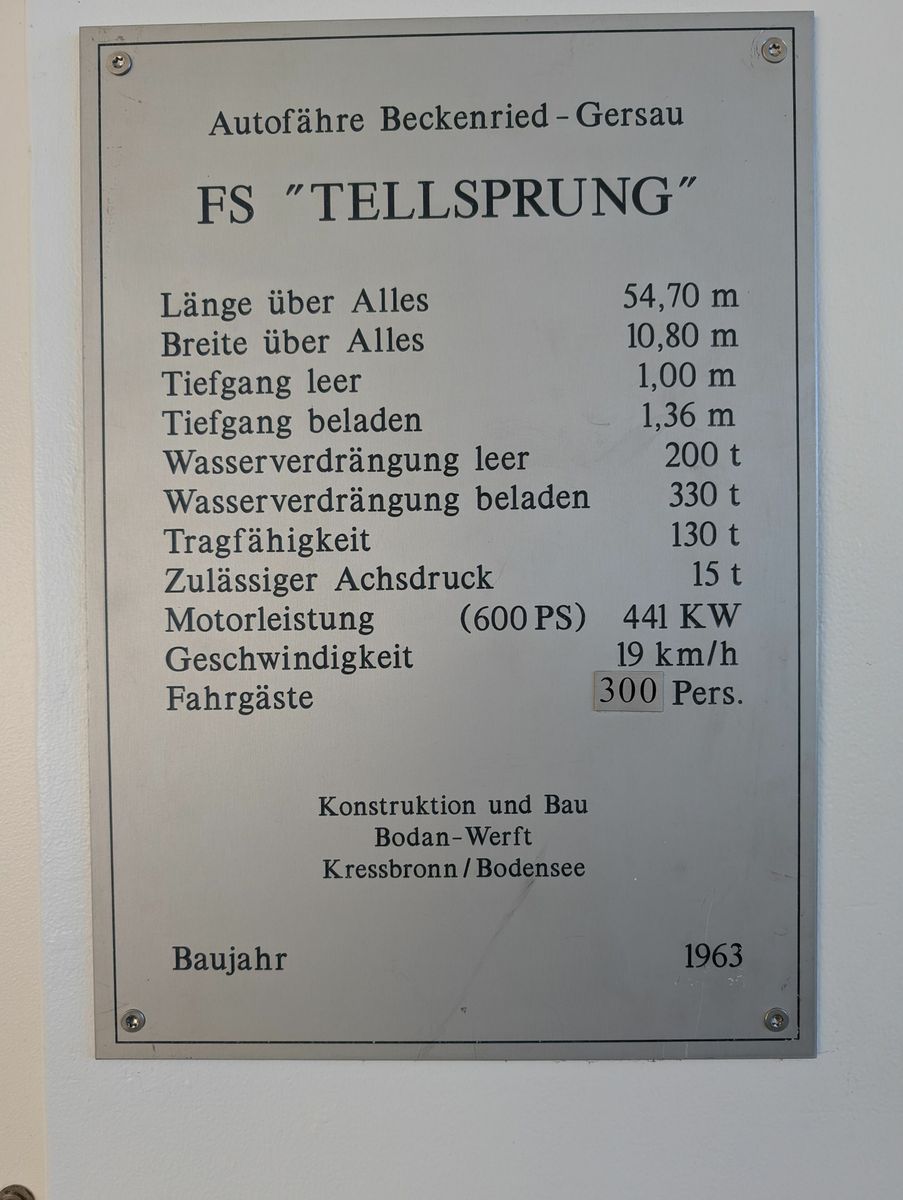 Autofähre Beckenried - Gersau
FS "TELLSPRUNG"
Länge über Alles 54,70 m
Breite über Alles 10,80 m
Tiefgang leer 1,00 m
Tiefgang beladen 1,36 m
Wasserverdrängung leer 200 t
Wasserverdrängung beladen 330 t
Tragfähigkeit 130 t
Zulässiger Achsdruck 15 t
Motorleistung (600 PS) 441 KW
Geschwindigkeit 19 km/h
Fahrgäste 300 Pers.
Konstruktion und Bau
Bodan-Werft
Kressbronn / Bodensee
Baujahr 1963